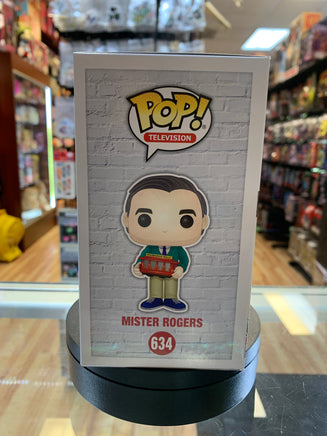 POP!
TELEVISION
MISTER ROGERS
634